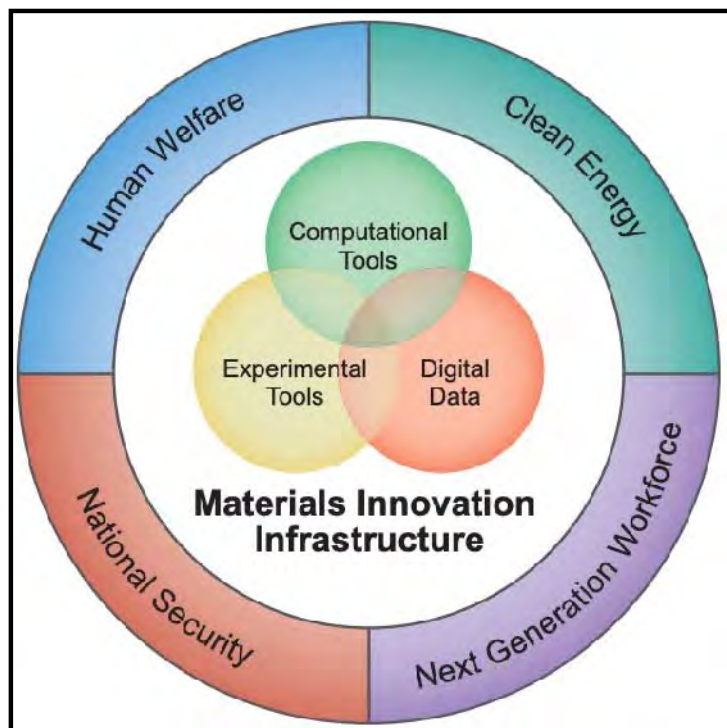 Human Welfare
Clean Energy
Computational
Tools
Experimental
Tools
Digital
Data
Materials Innovation
Infrastructure
National Security
Next Generation Workforce